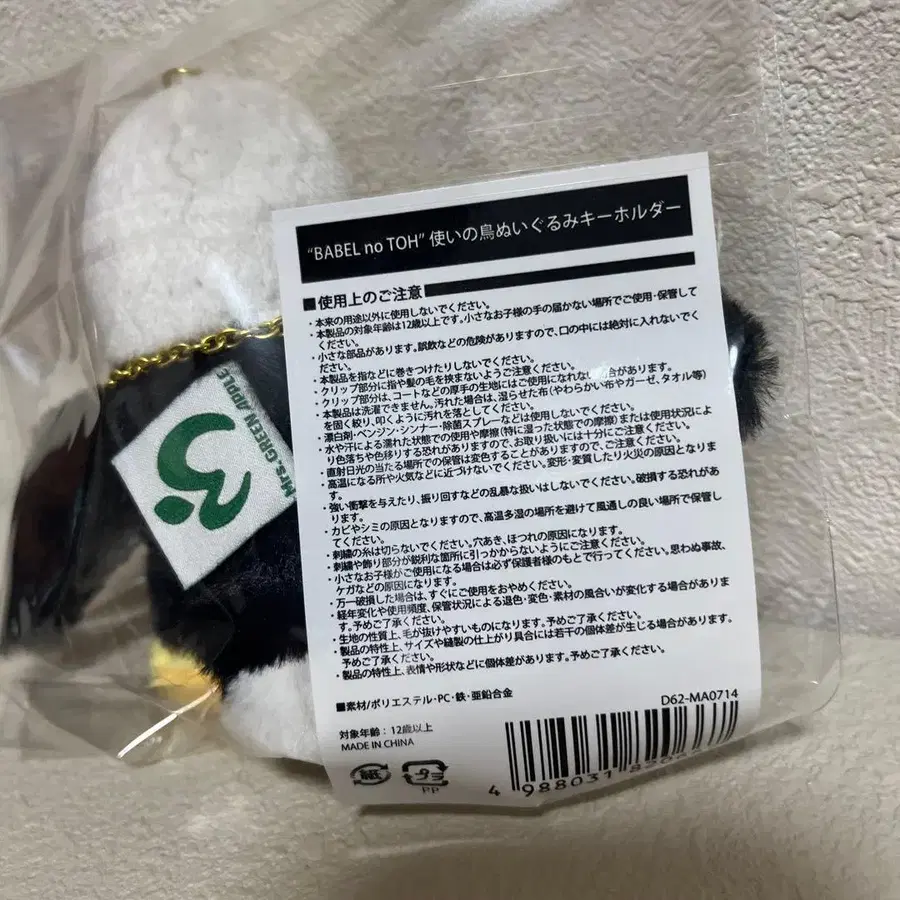 "BABEL no TOH" 使いの鳥ぬいぐるみキーホルダー
■使用上のご注意
・本来の用途以外に使用しないでください。
・本製品の対象年齢は12歳以上です。小さなお子様の手の届かない場所でご使用・保管してください。
・小さな部品があります。誤飲などの危険がありますので、口の中には絶対に入れないでください。
・本製品を指などに巻きつけたりしないでください。
・クリップ部分に指や髪の毛を挟まないようご注意ください。
・クリップ部分は、コートなどの厚手の生地にはご使用になれない場合があります。
・本製品は洗濯できません。汚れた場合は、湿らせた布(やわらかい布やガーゼ、タオル等)
を固く絞り、叩くように汚れを落としてください。
・漂白剤・ベンジン・シンナー・除菌スプレーなどは使用しないでください。
・水や汗による濡れた状態での使用や摩擦(特に湿った状態での摩擦)または使用状況によ
り色落ちや色移りする恐れがありますので、お取り扱いには十分にご注意ください。
・直射日光の当たる場所での保管は変色することがありますので、ご注意ください。
・高温になる所や火気などに近づけないでください。変形・変質したり火災の原因となりま
す。
・強い衝撃を与えたり、振り回すなどの乱暴な扱いはしないでください。破損する恐れがあ
ります。
・カビやシミの原因となりますので、高温多湿の場所を避けて風通しの良い場所で保管し
てください。
・刺繍の糸は切らないでください。穴あき、ほつれの原因になります。
・刺繍や飾り部分が鋭利な箇所に引っかからないようにご注意ください。
・小さなお子様がご使用になる場合は必ず保護者様のもとで行ってください。思わぬ事故、
ケガなどの原因になります。
・万一破損した場合は、すぐにご使用をおやめください。
・経年変化や使用頻度、保管状況による退色・変色・素材の風合いが変化する場合がありま
す。予めご了承ください。
・生地の性質上、毛が抜けやすいものになります。予めご了承ください。
・製品の特性上、サイズや縫製の仕上がり具合には若干の個体差が生じる場合があります。
予めご了承ください。
・製品の特性上、表情や形状などに個体差があります。予めご了承ください。
■素材/ポリエステル・PC・鉄・亜鉛合金
D62-MA0714
対象年齢:12歳以上
MADE IN CHINA
紙
プラ
PP
4 988031
Mrs. GREEN APPLE